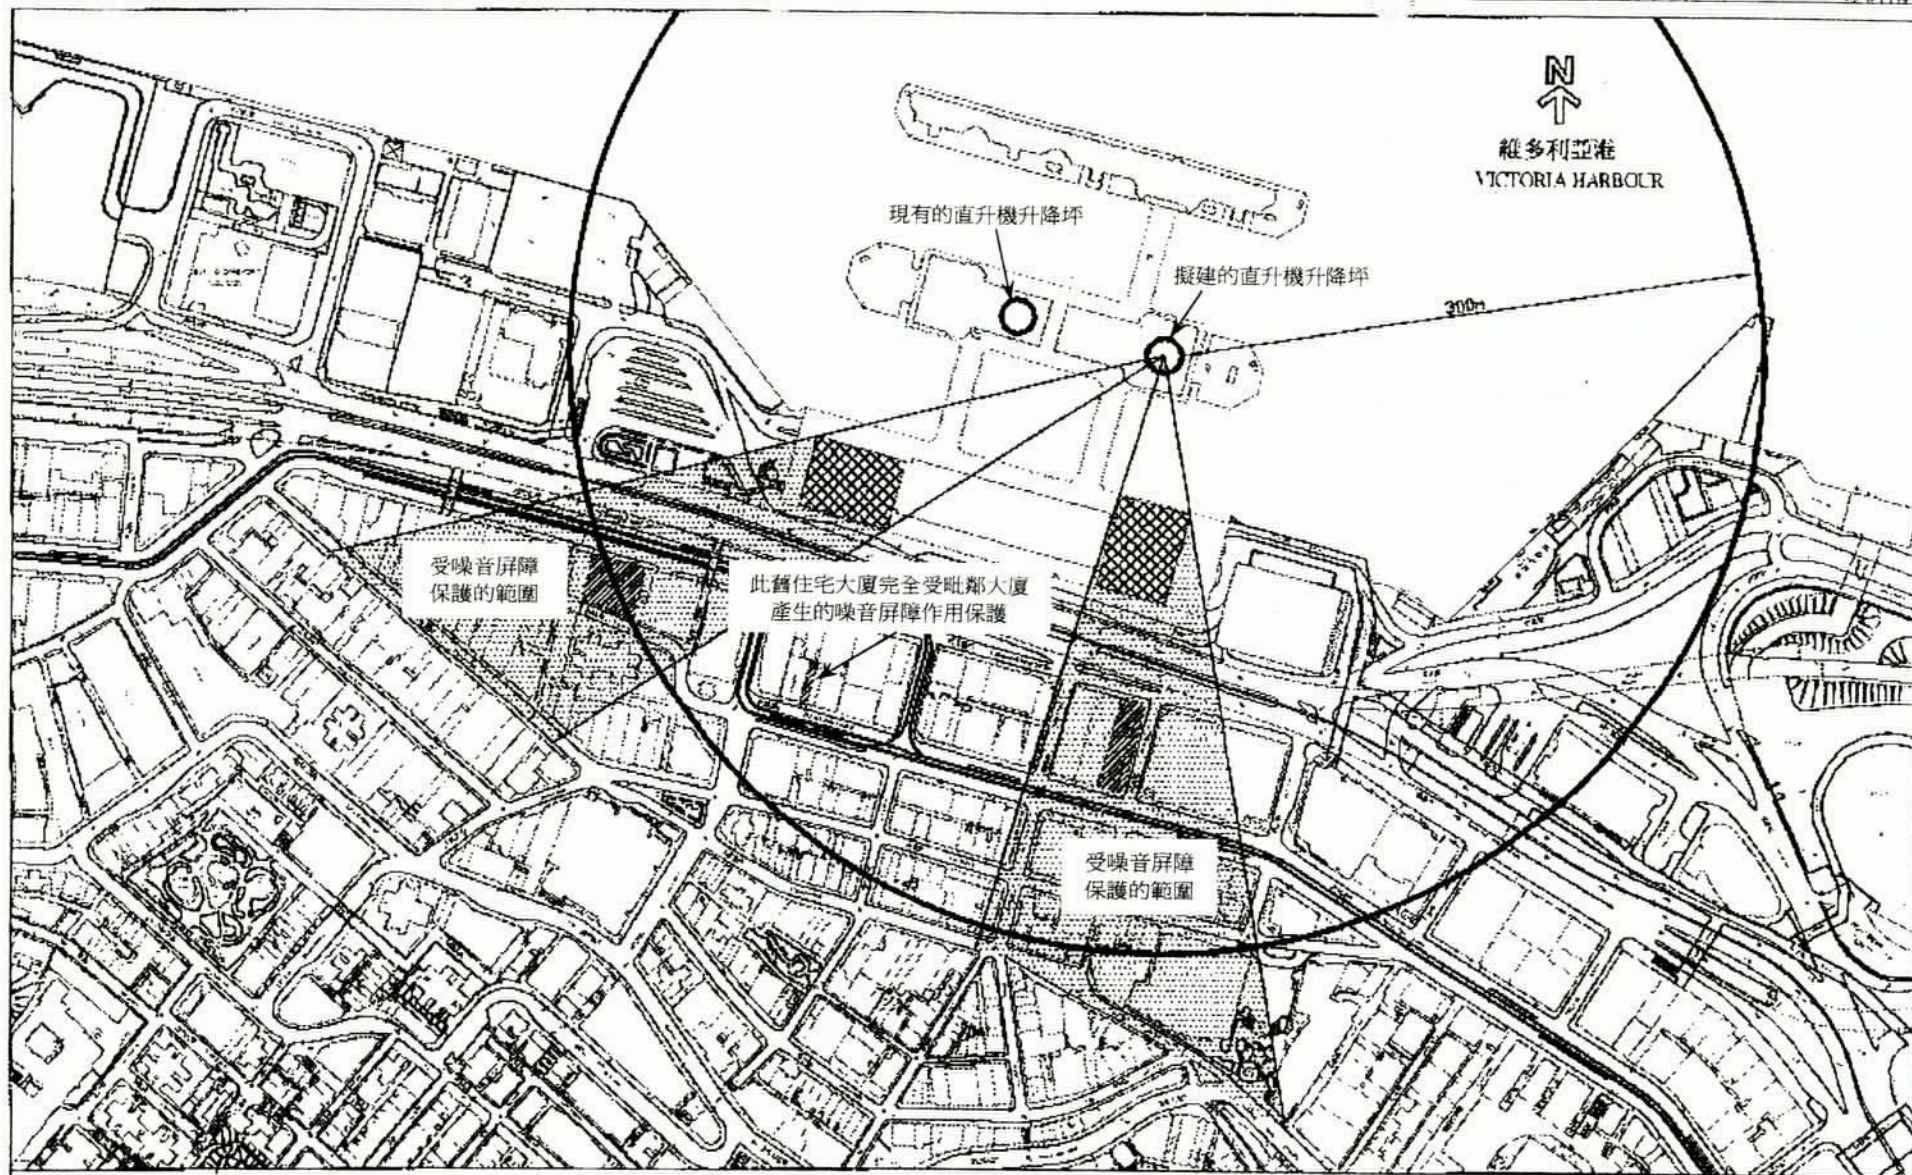 N
維多利亞港
VICTORIA HARBOUR
現有的直升機升降坪
擬建的直升機升降坪
300m
受噪音屏障
保護的範圍
此舊住宅大廈完全受毗鄰大廈
產生的噪音屏障作用保護
受噪音屏障
保護的範圍